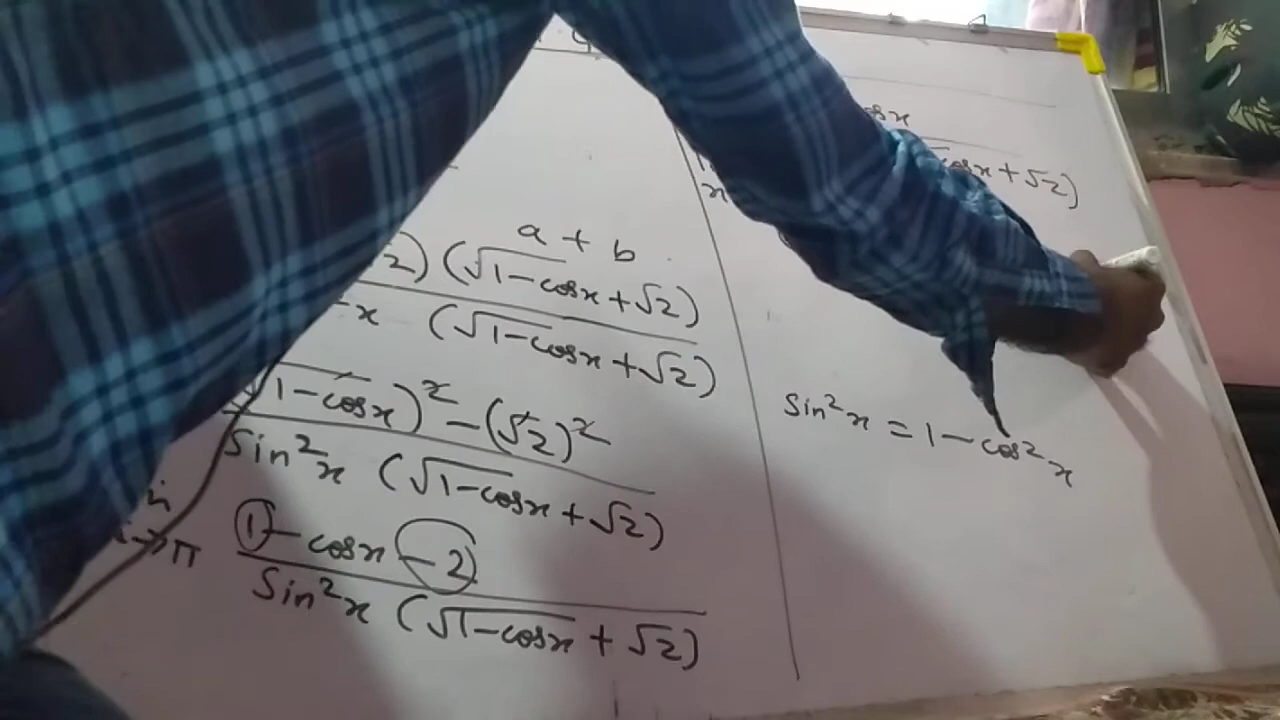 a + b
2) (√1-cosx + √2)
-x (√1-cosx + √2)
√1-cosx)² - (√2)²
Sin²x (√1-cosx + √2)
x→π 1-cosx-2
Sin²x (√1-cosx + √2)
cosx
x cosx + √2)
Sin²x = 1-cos²x